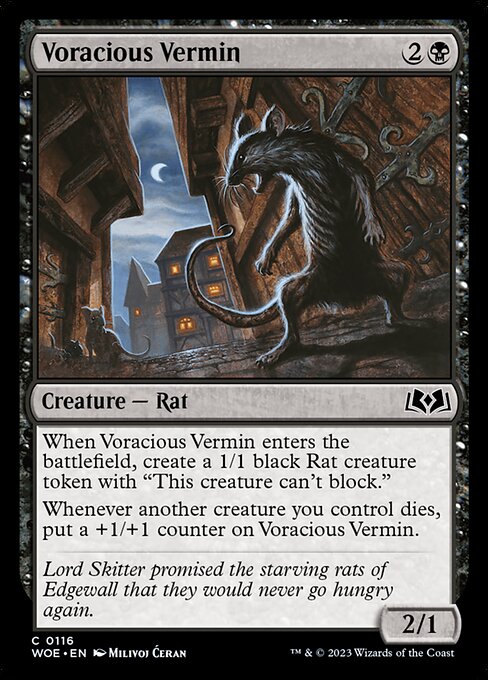 Voracious Vermin 2
Creature — Rat
When Voracious Vermin enters the
battlefield, create a 1/1 black Rat creature
token with “This creature can’t block.”
Whenever another creature you control dies,
put a +1/+1 counter on Voracious Vermin.
Lord Skitter promised the starving rats of
Edgewall that they would never go hungry
again.
2/1
C 0116
WOE • EN Milivoj Ćeran ™ & © 2023 Wizards of the Coast